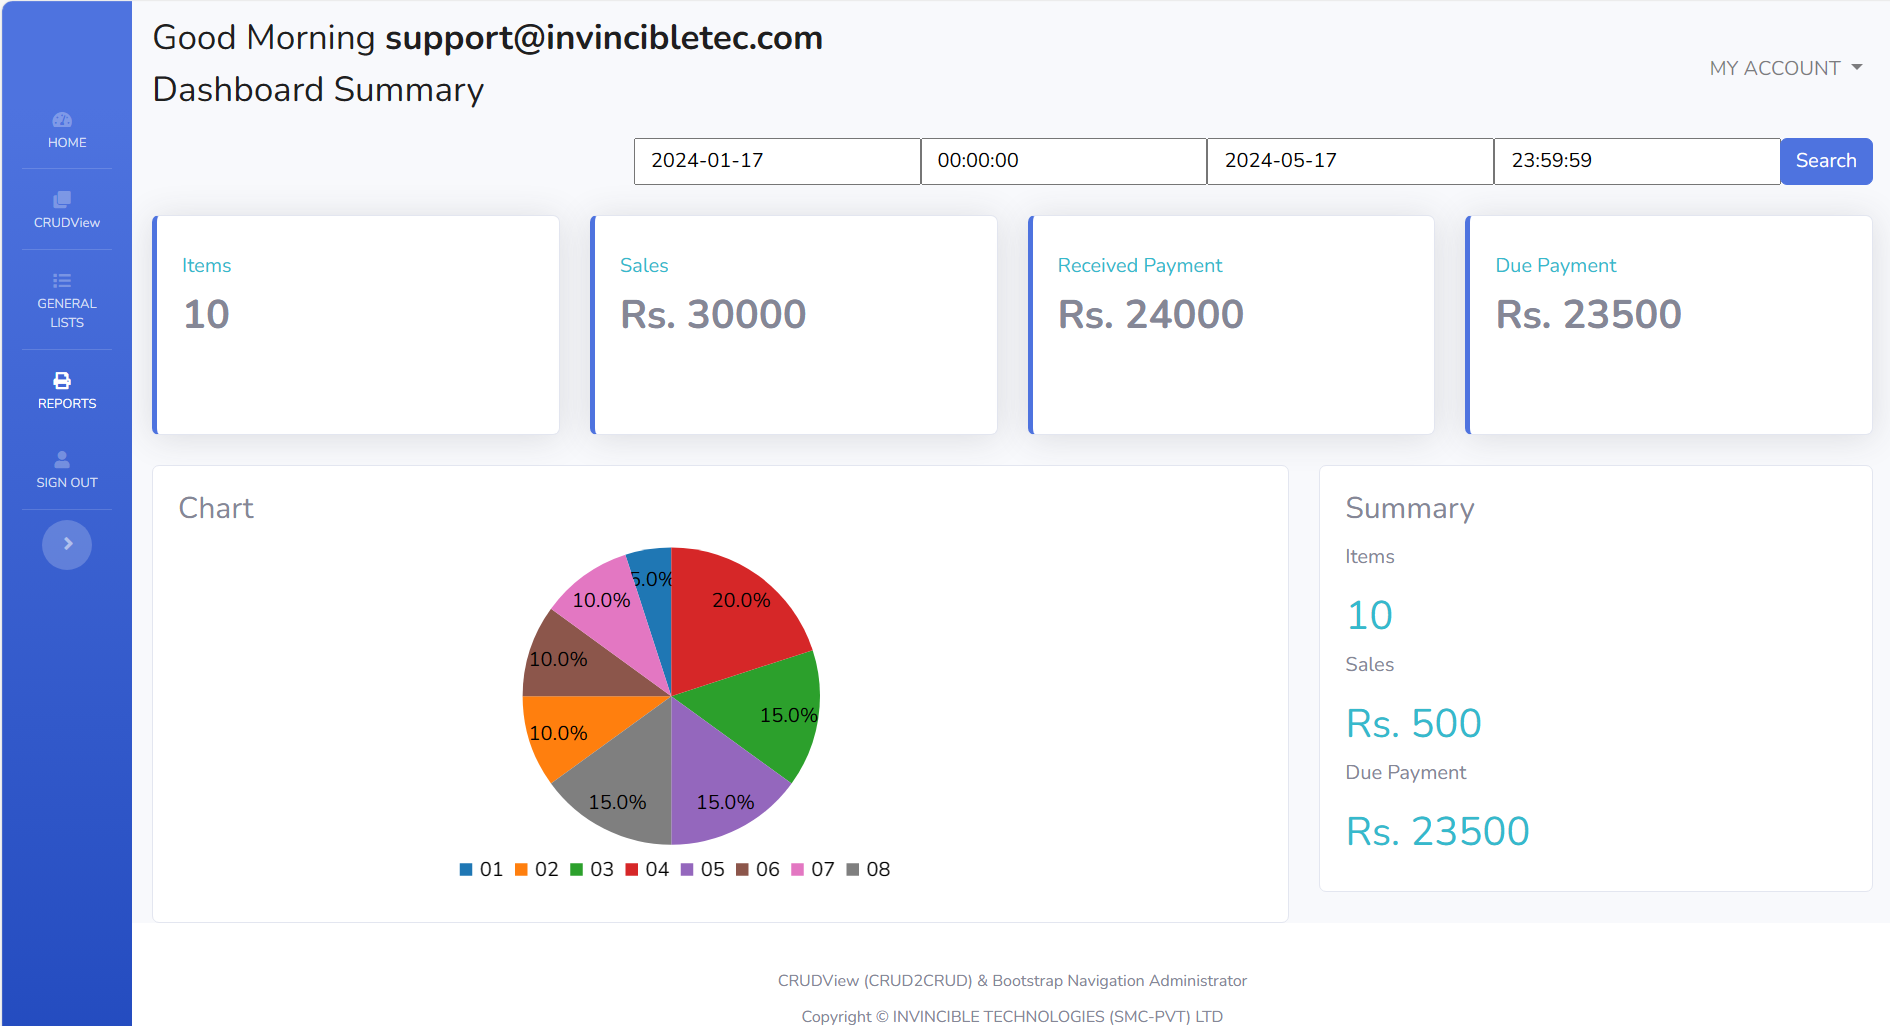 Good Morning support@invincibletec.com
Dashboard Summary
MY ACCOUNT
HOME
CRUDView
GENERAL
LISTS
REPORTS
SIGN OUT
2024-01-17 00:00:00 2024-05-17 23:59:59 Search
Items
10
Sales
Rs. 30000
Received Payment
Rs. 24000
Due Payment
Rs. 23500
Chart
5.0%
20.0%
10.0%
10.0%
15.0%
10.0%
15.0%
15.0%
01 02 03 04 05 06 07 08
Summary
Items
10
Sales
Rs. 500
Due Payment
Rs. 23500
CRUDView (CRUD2CRUD) & Bootstrap Navigation Administrator
Copyright © INVINCIBLE TECHNOLOGIES (SMC-PVT) LTD